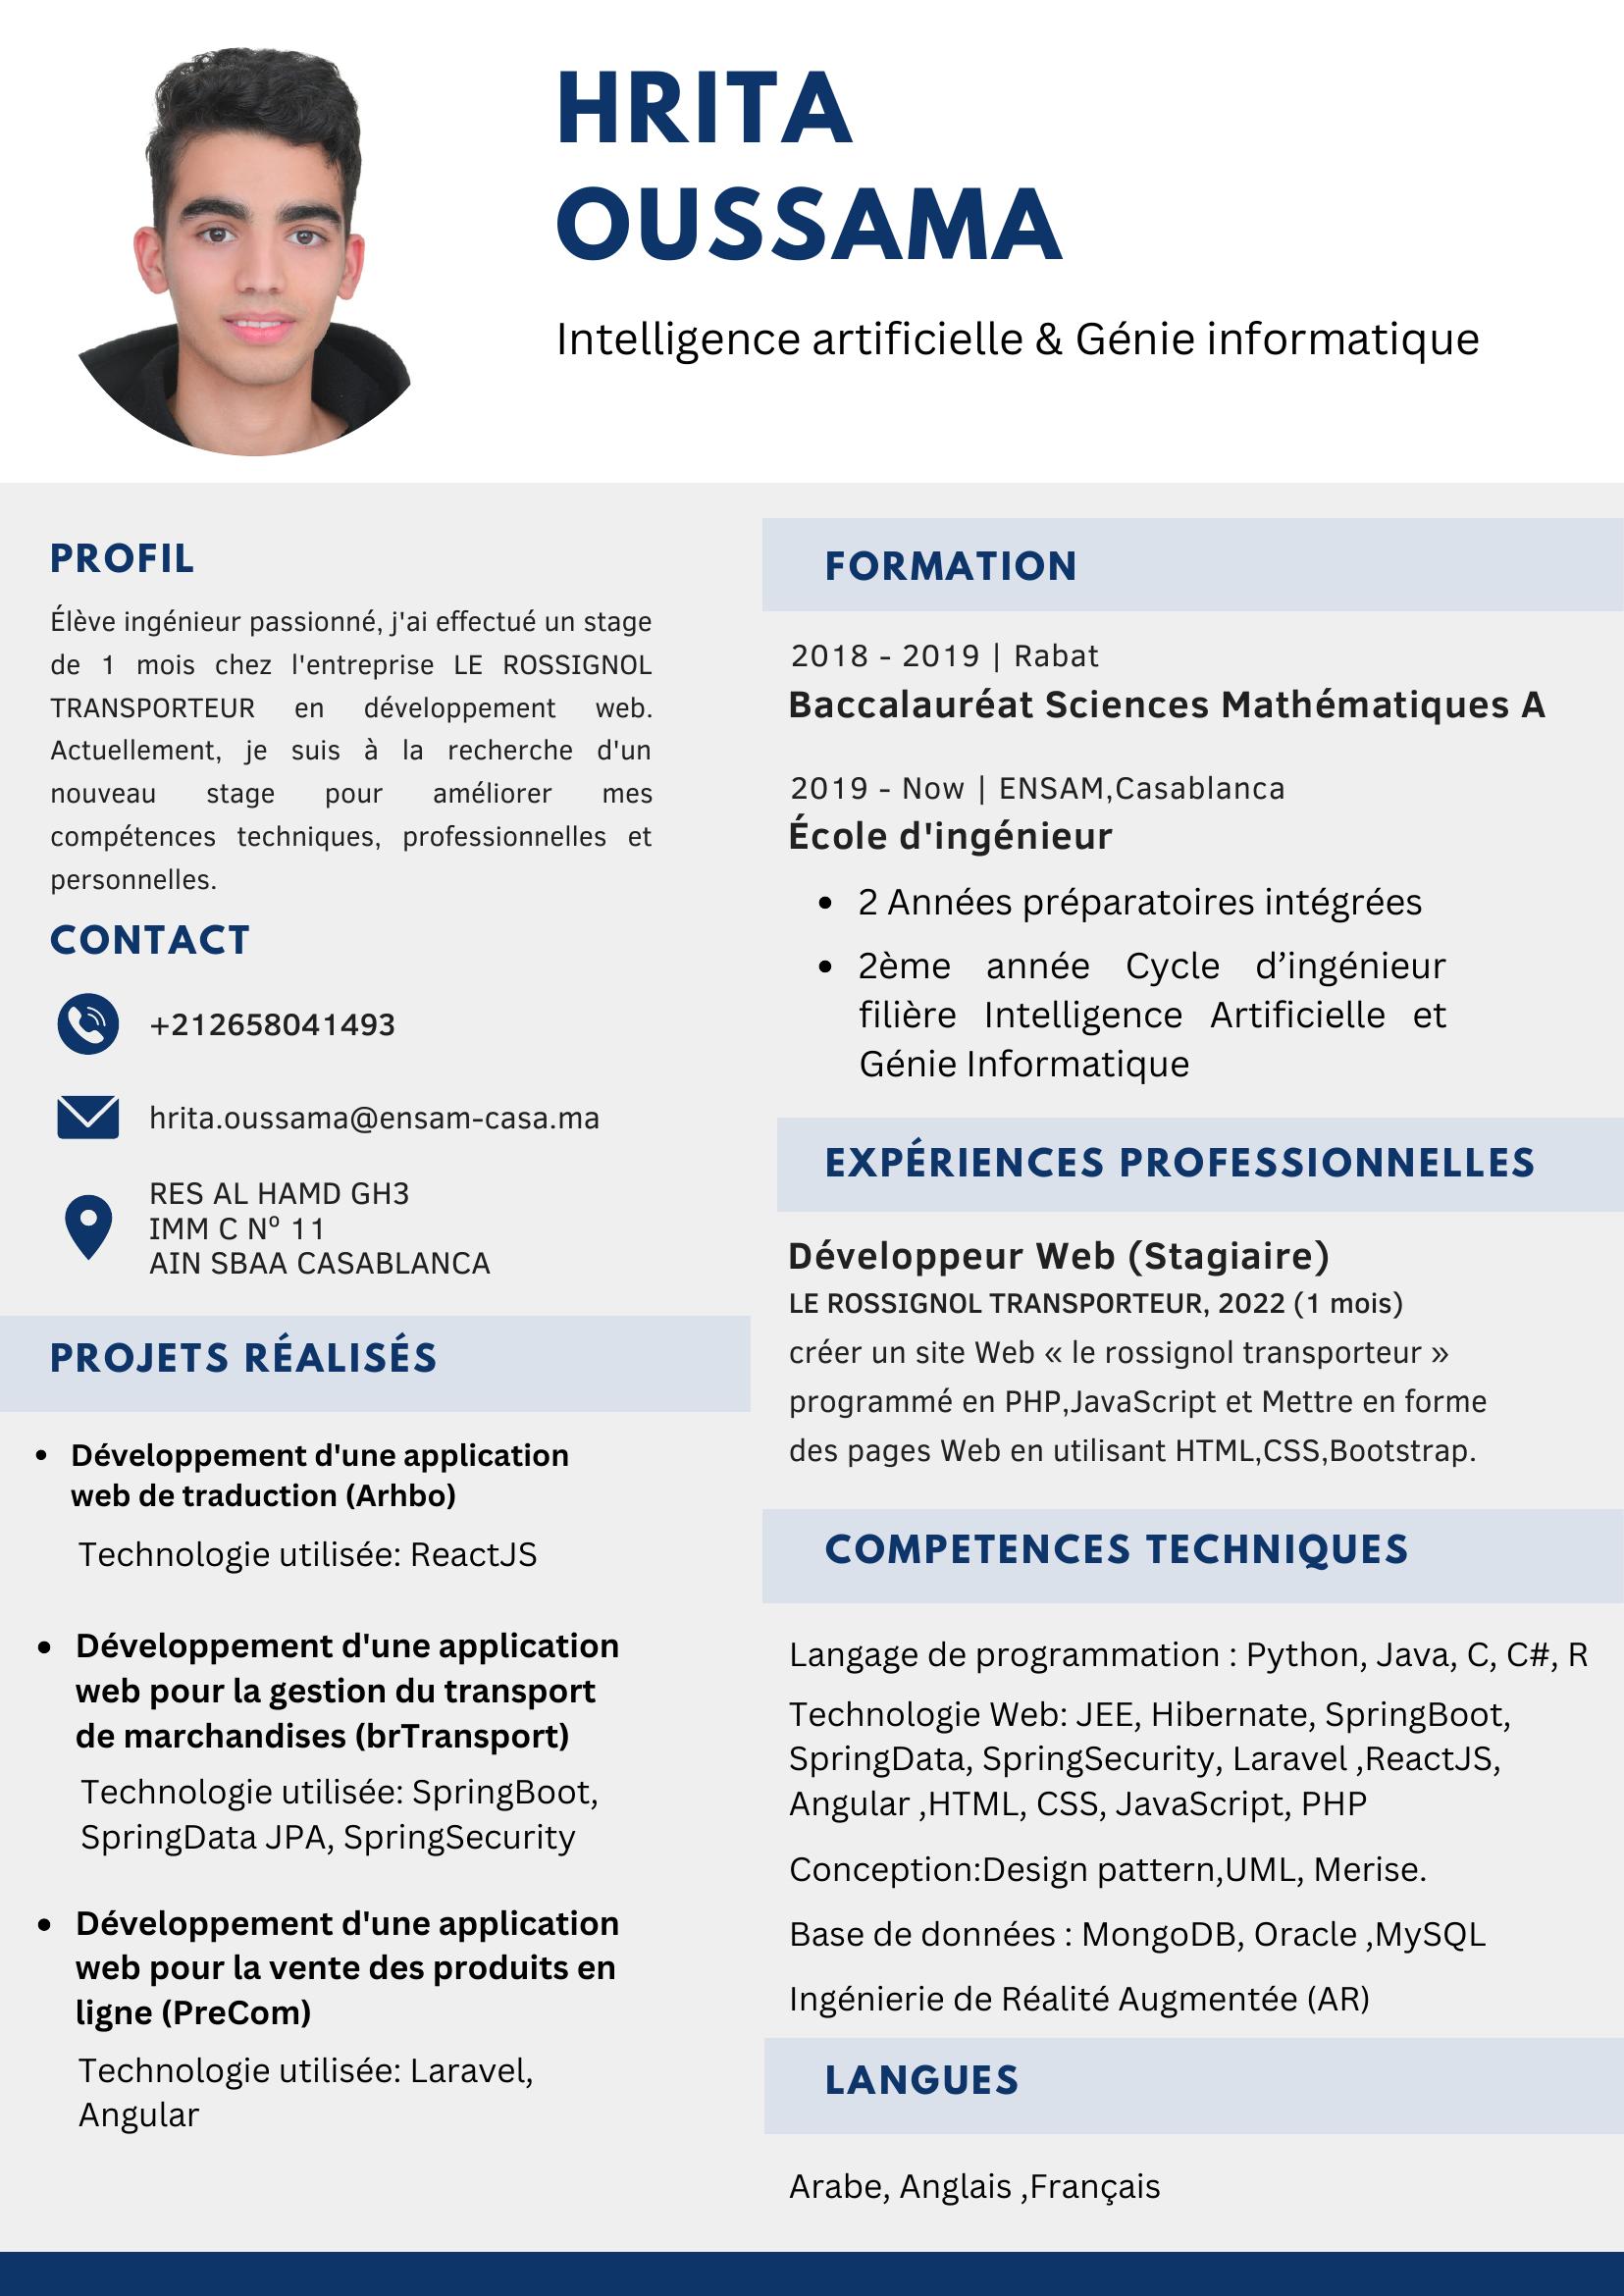 HRITA
OUSSAMA
Intelligence artificielle & Génie informatique
PROFIL
Élève ingénieur passionné, j'ai effectué un stage
de 1 mois chez l'entreprise LE ROSSIGNOL
TRANSPORTEUR en développement web.
Actuellement, je suis à la recherche d'un
nouveau stage pour améliorer mes
compétences techniques, professionnelles et
personnelles.
CONTACT
+212658041493
hrita.oussama@ensam-casa.ma
RES AL HAMD GH3
IMM C Nº 11
AIN SBAA CASABLANCA
PROJETS RÉALISÉS
• Développement d'une application
web de traduction (Arhbo)
Technologie utilisée: ReactJS
• Développement d'une application
web pour la gestion du transport
de marchandises (brTransport)
Technologie utilisée: SpringBoot,
SpringData JPA, SpringSecurity
• Développement d'une application
web pour la vente des produits en
ligne (PreCom)
Technologie utilisée: Laravel,
Angular
FORMATION
2018 - 2019 | Rabat
Baccalauréat Sciences Mathématiques A
2019 - Now | ENSAM,Casablanca
École d'ingénieur
• 2 Années préparatoires intégrées
• 2ème année Cycle d’ingénieur
filière Intelligence Artificielle et
Génie Informatique
EXPÉRIENCES PROFESSIONNELLES
Développeur Web (Stagiaire)
LE ROSSIGNOL TRANSPORTEUR, 2022 (1 mois)
créer un site Web « le rossignol transporteur »
programmé en PHP,JavaScript et Mettre en forme
des pages Web en utilisant HTML,CSS,Bootstrap.
COMPETENCES TECHNIQUES
Langage de programmation : Python, Java, C, C#, R
Technologie Web: JEE, Hibernate, SpringBoot,
SpringData, SpringSecurity, Laravel ,ReactJS,
Angular ,HTML, CSS, JavaScript, PHP
Conception:Design pattern,UML, Merise.
Base de données : MongoDB, Oracle ,MySQL
Ingénierie de Réalité Augmentée (AR)
LANGUES
Arabe, Anglais ,Français